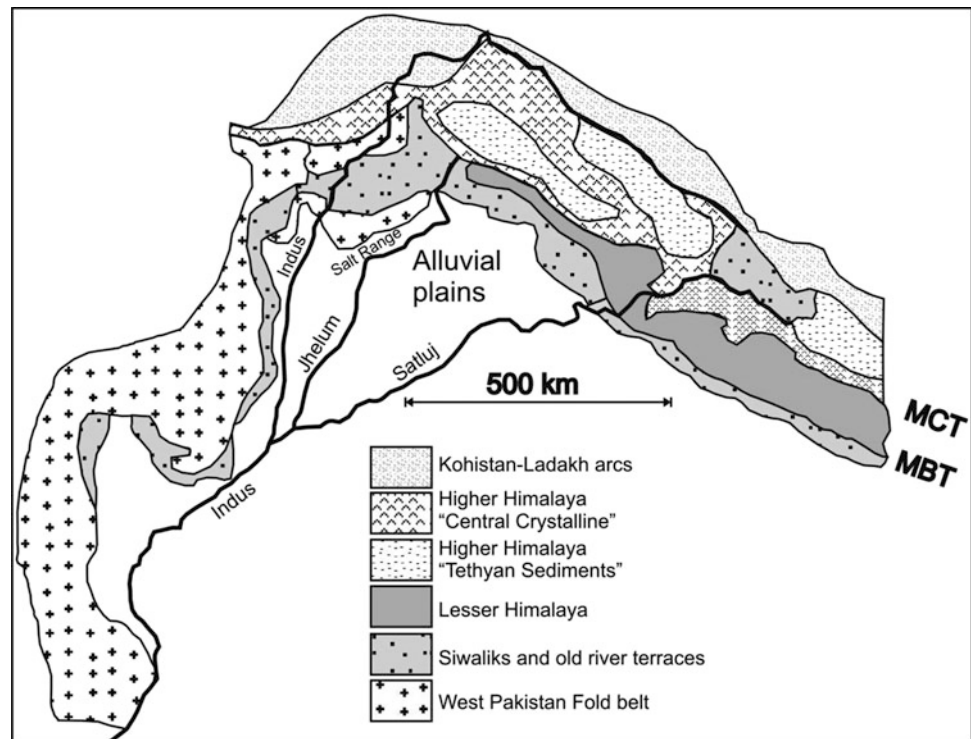 Indus
Salt Range
Jhelum
Alluvial
plains
Satluj
500 km
Indus
MCT
MBT
Kohistan-Ladakh arcs
Higher Himalaya
“Central Crystalline”
Higher Himalaya
“Tethyan Sediments”
Lesser Himalaya
Siwaliks and old river terraces
West Pakistan Fold belt